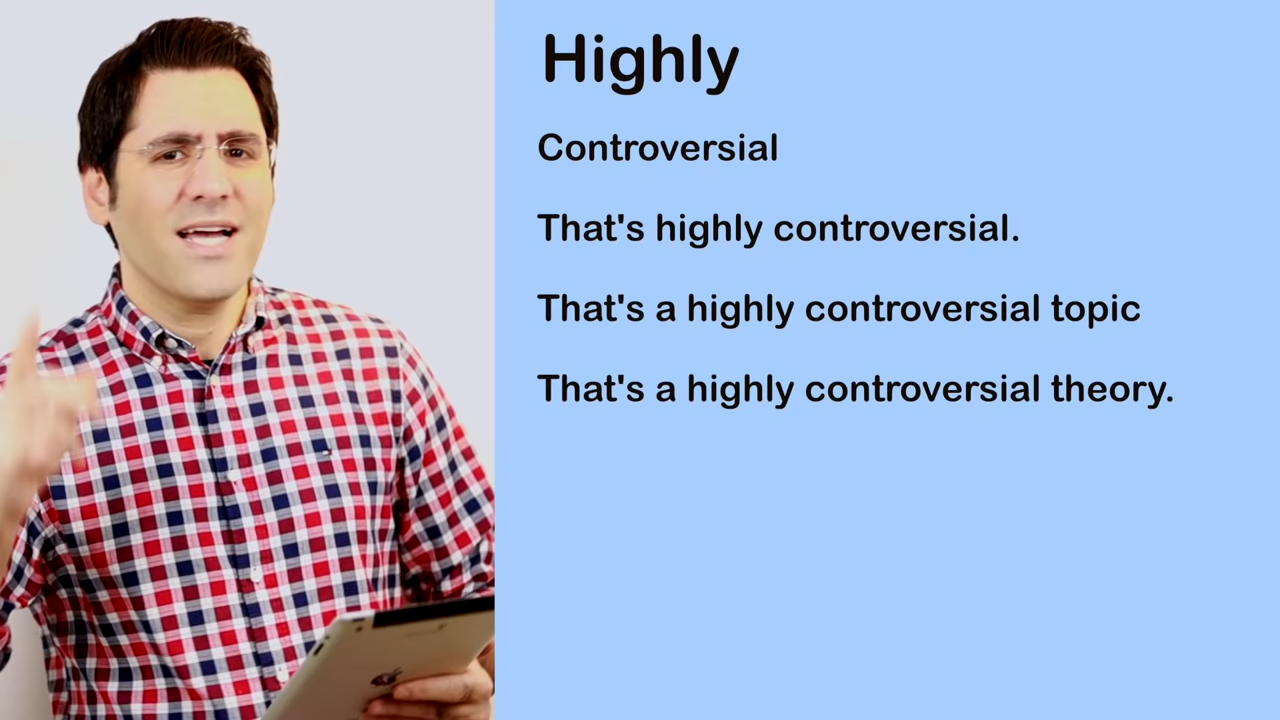 Highly
Controversial
That's highly controversial.
That's a highly controversial topic
That's a highly controversial theory.